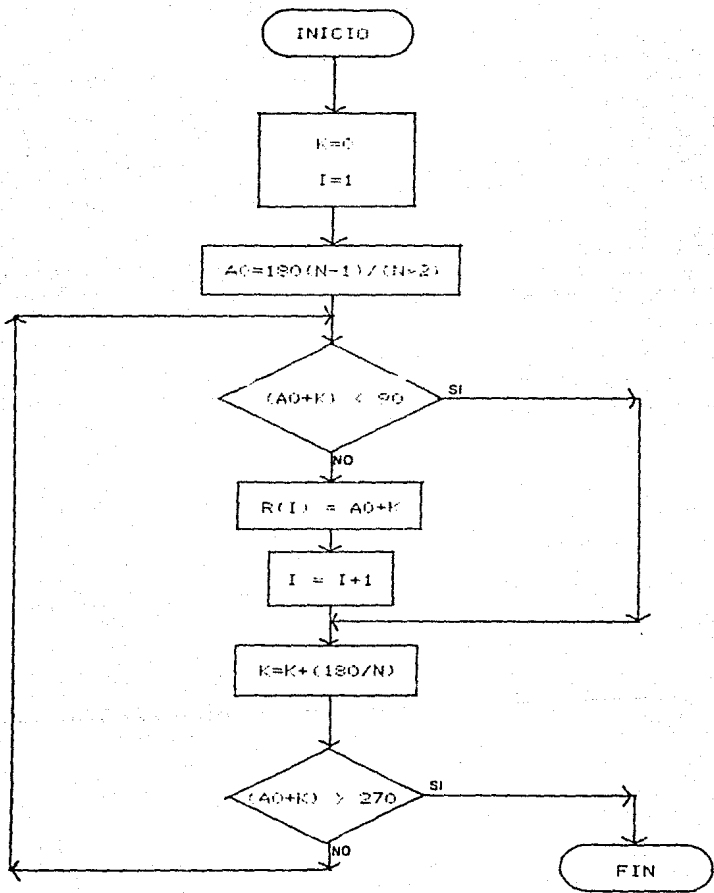 INICIO
K=0
I=1
A0=180(N-1)/(N*2)
(A0+K) < 90
SI
NO
R(I) = A0+K
I = I+1
K=K+(180/N)
(A0+K) > 270
SI
NO
FIN